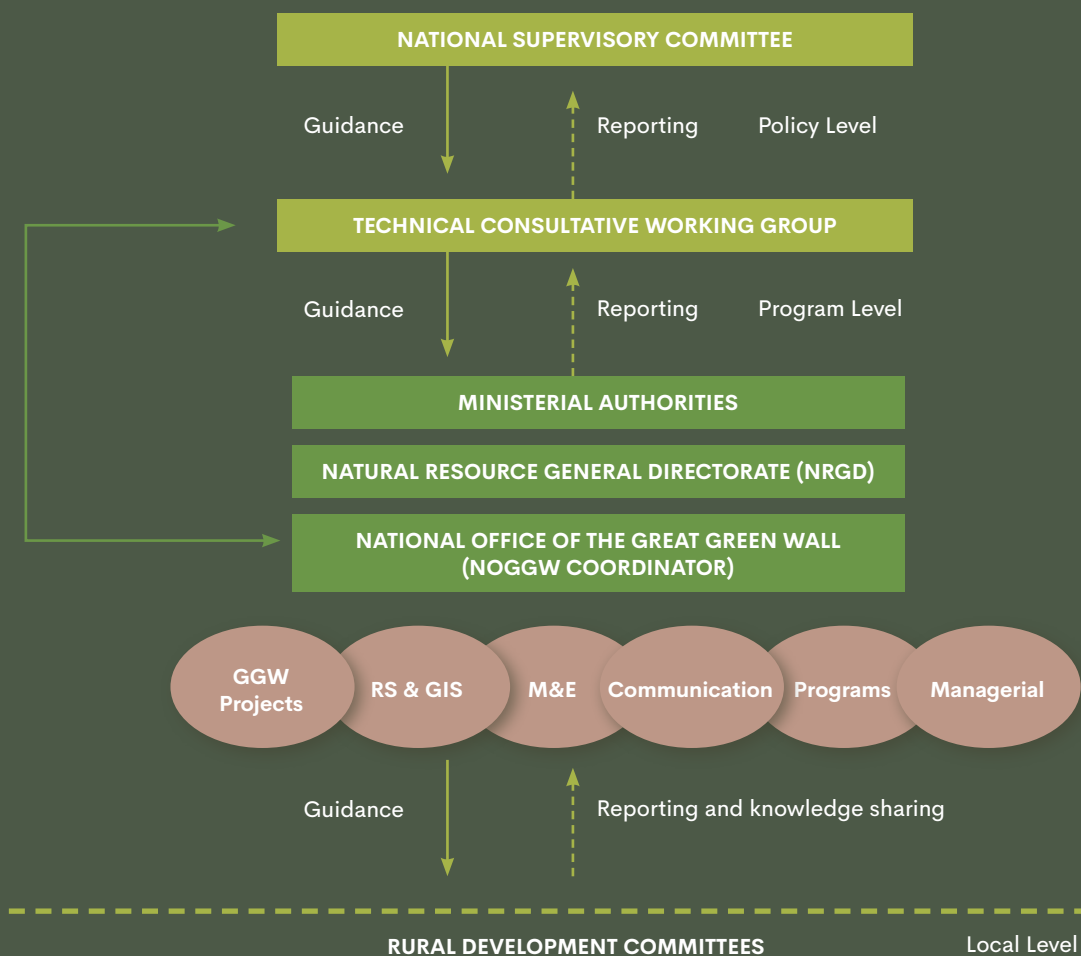 NATIONAL SUPERVISORY COMMITTEE
Guidance
Reporting
Policy Level
TECHNICAL CONSULTATIVE WORKING GROUP
Guidance
Reporting
Program Level
MINISTERIAL AUTHORITIES
NATURAL RESOURCE GENERAL DIRECTORATE (NRGD)
NATIONAL OFFICE OF THE GREAT GREEN WALL
(NOGGW COORDINATOR)
GGW
Projects
RS & GIS
M&E
Communication
Programs
Managerial
Guidance
Reporting and knowledge sharing
RURAL DEVELOPMENT COMMITTEES
Local Level